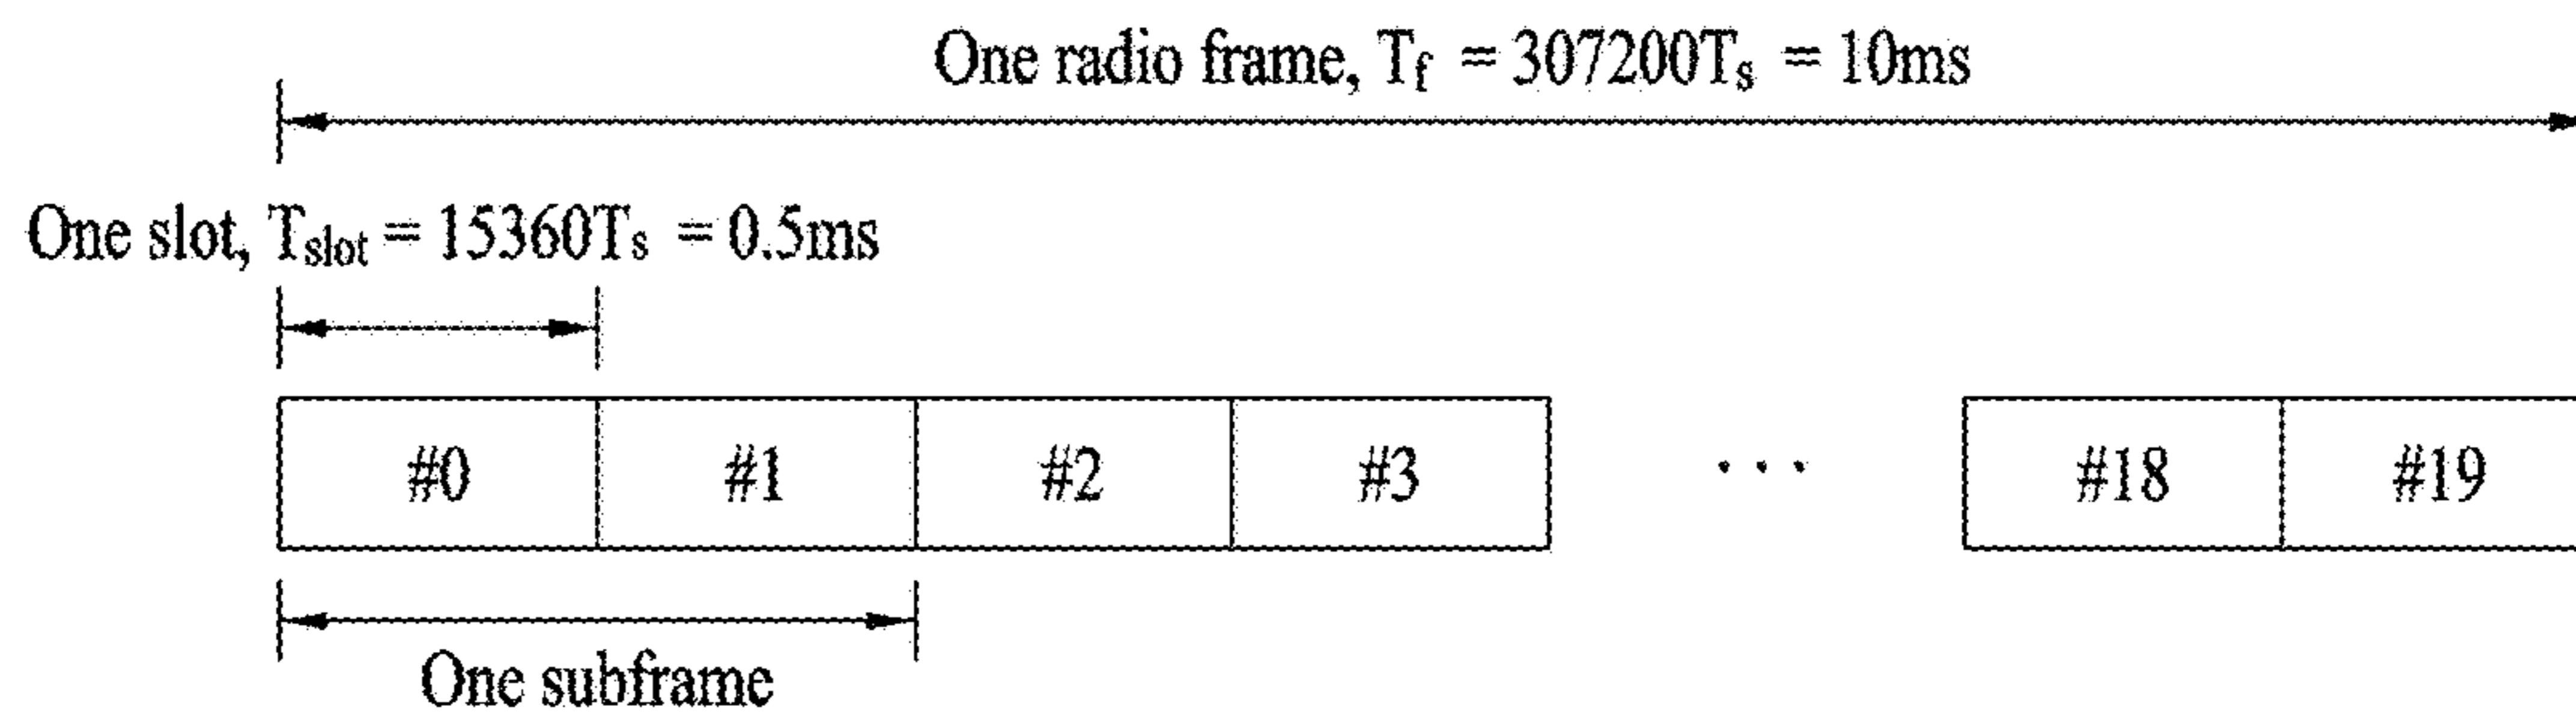 One radio frame, Tf = 307200Ts = 10ms
One slot, Tslot = 15360Ts = 0.5ms
#0 #1 #2 #3 ... #18 #19
One subframe